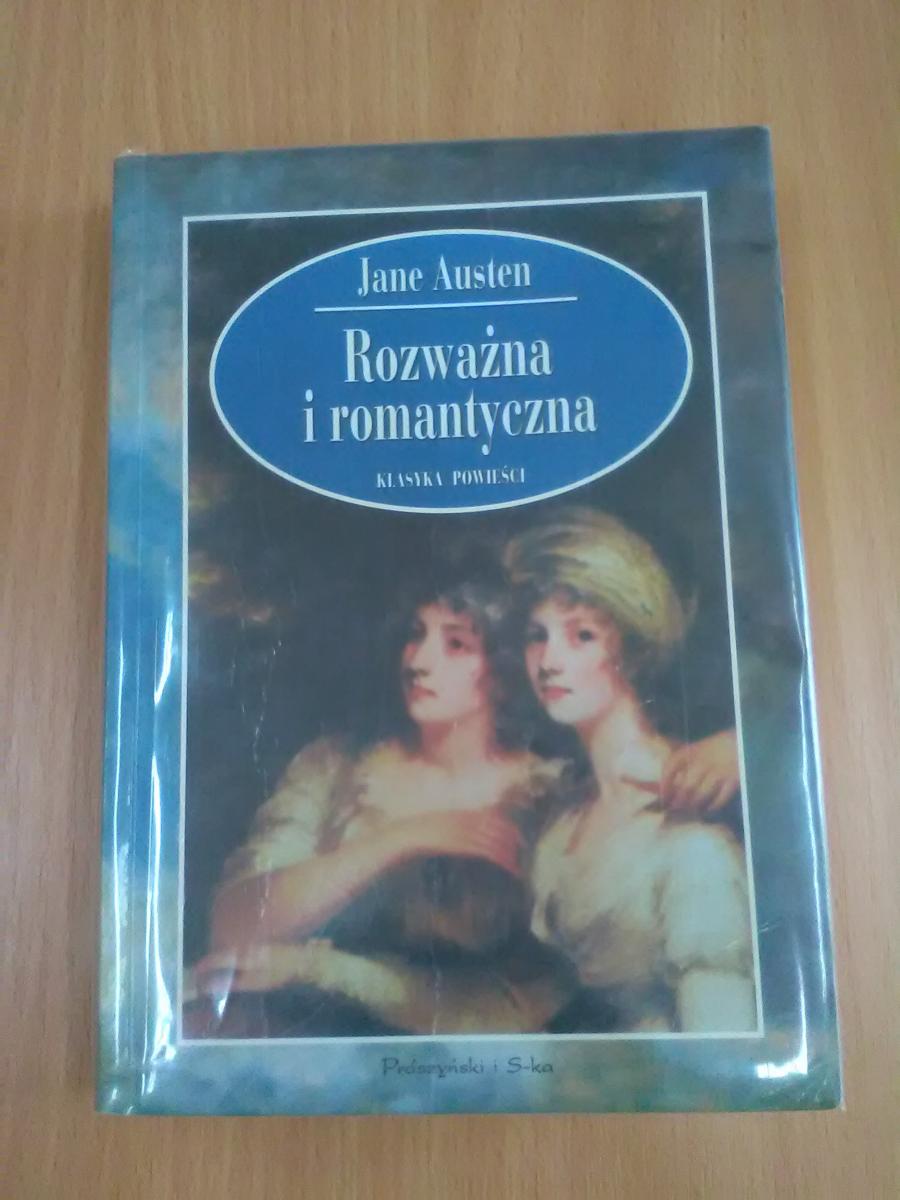 Jane Austen
Rozważna
i romantyczna
KLASYKA POWIEŚCI
Prószyński i S-ka